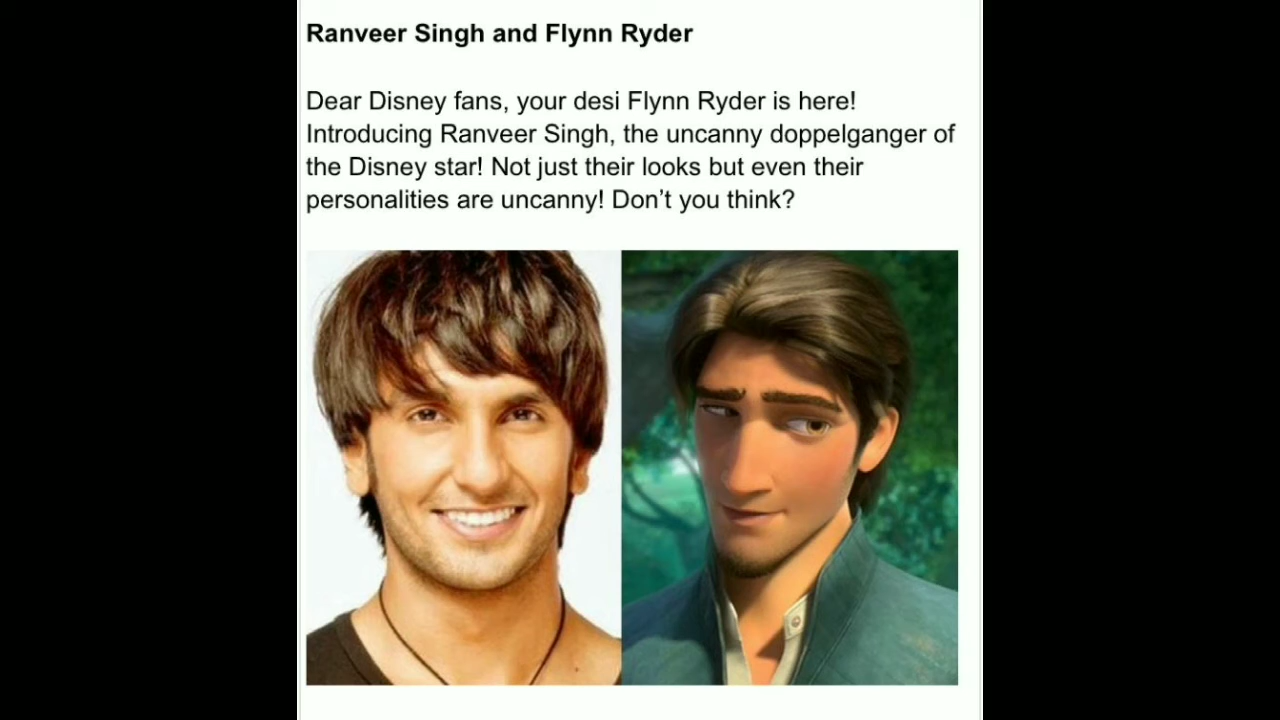 Ranveer Singh and Flynn Ryder
Dear Disney fans, your desi Flynn Ryder is here!
Introducing Ranveer Singh, the uncanny doppelganger of
the Disney star! Not just their looks but even their
personalities are uncanny! Don’t you think?